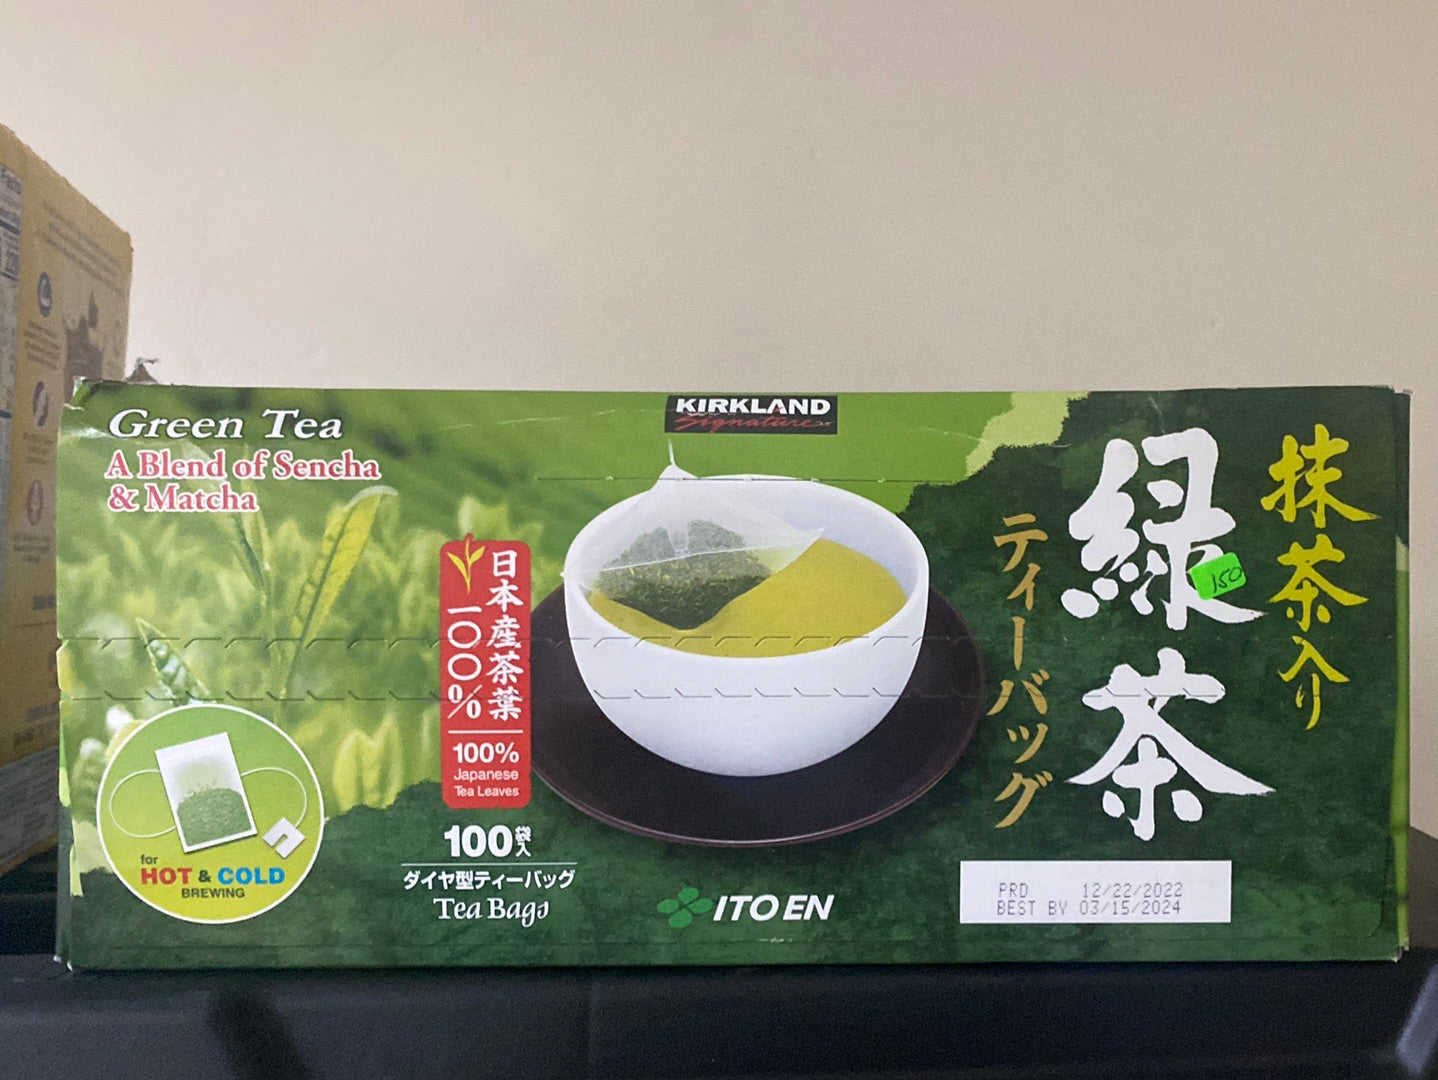 Green Tea
A Blend of Sencha
& Matcha
KIRKLAND
Signature
抹茶入り
緑茶
ティーバッグ
150
日本産茶葉
一〇〇%
100%
Japanese
Tea Leaves
100袋入
ダイヤ型ティーバッグ
Tea Bags
for
HOT & COLD
BREWING
ITO EN
PRD 12/22/2022
BEST BY 03/15/2024